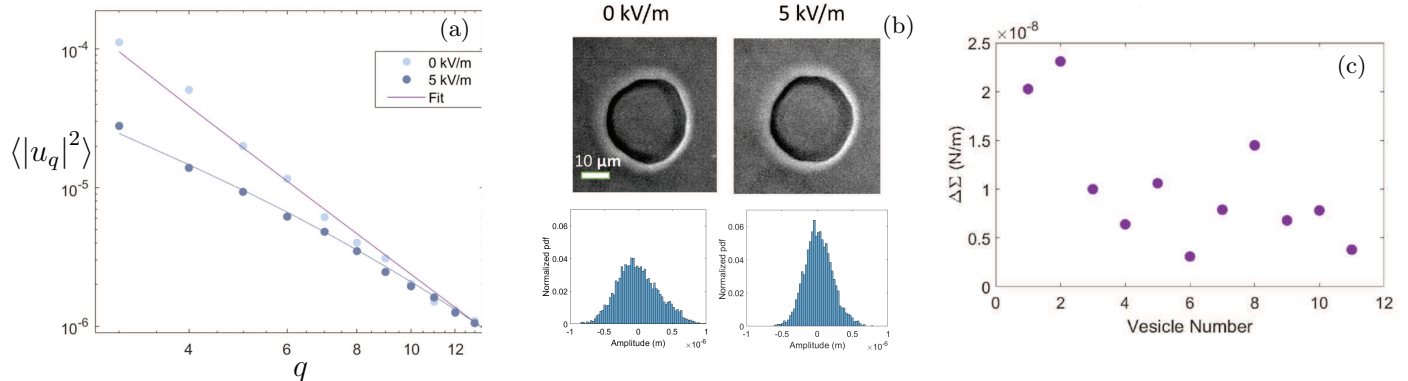 (a)
10⁻⁴
10⁻⁵
10⁻⁶
⟨|u_q|²⟩
0 kV/m
5 kV/m
Fit
4
6
8
10
12
q
0 kV/m
5 kV/m
(b)
10 μm
Normalized pdf
0.06
0.04
0.02
0
-1
-0.5
0
0.5
1
×10⁻⁶
Amplitude (m)
Normalized pdf
0.06
0.04
0.02
0
-1
-0.5
0
0.5
1
×10⁻⁶
Amplitude (m)
×10⁻⁸
(c)
2.5
2
1.5
1
0.5
0
ΔΣ (N/m)
0
2
4
6
8
10
12
Vesicle Number